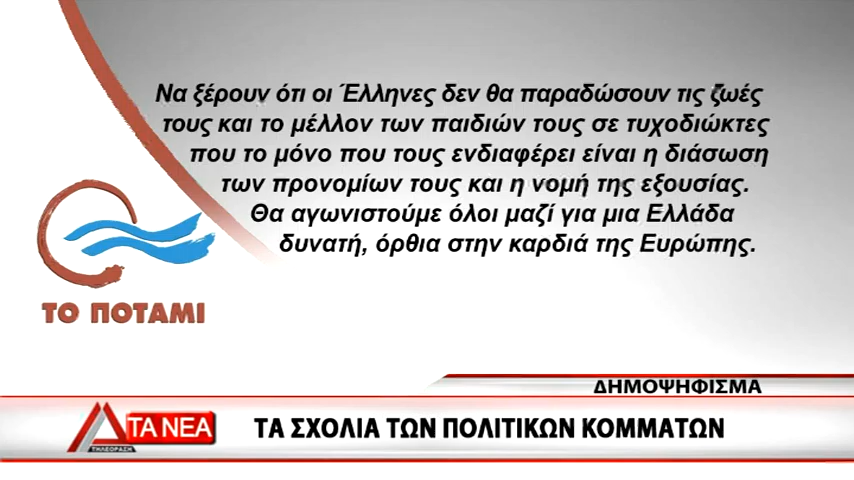 Να ξέρουν ότι οι Έλληνες δεν θα παραδώσουν τις ζωές
τους και το μέλλον των παιδιών τους σε τυχοδιώκτες
που το μόνο που τους ενδιαφέρει είναι η διάσωση
των προνομίων τους και η νομή της εξουσίας.
Θα αγωνιστούμε όλοι μαζί για μια Ελλάδα
δυνατή, όρθια στην καρδιά της Ευρώπης.
ΤΟ ΠΟΤΑΜΙ
ΔΗΜΟΨΗΦΙΣΜΑ
ΤΑ ΝΕΑ
ΤΗΛΕΟΡΑΣΗ
ΤΑ ΣΧΟΛΙΑ ΤΩΝ ΠΟΛΙΤΙΚΩΝ ΚΟΜΜΑΤΩΝ